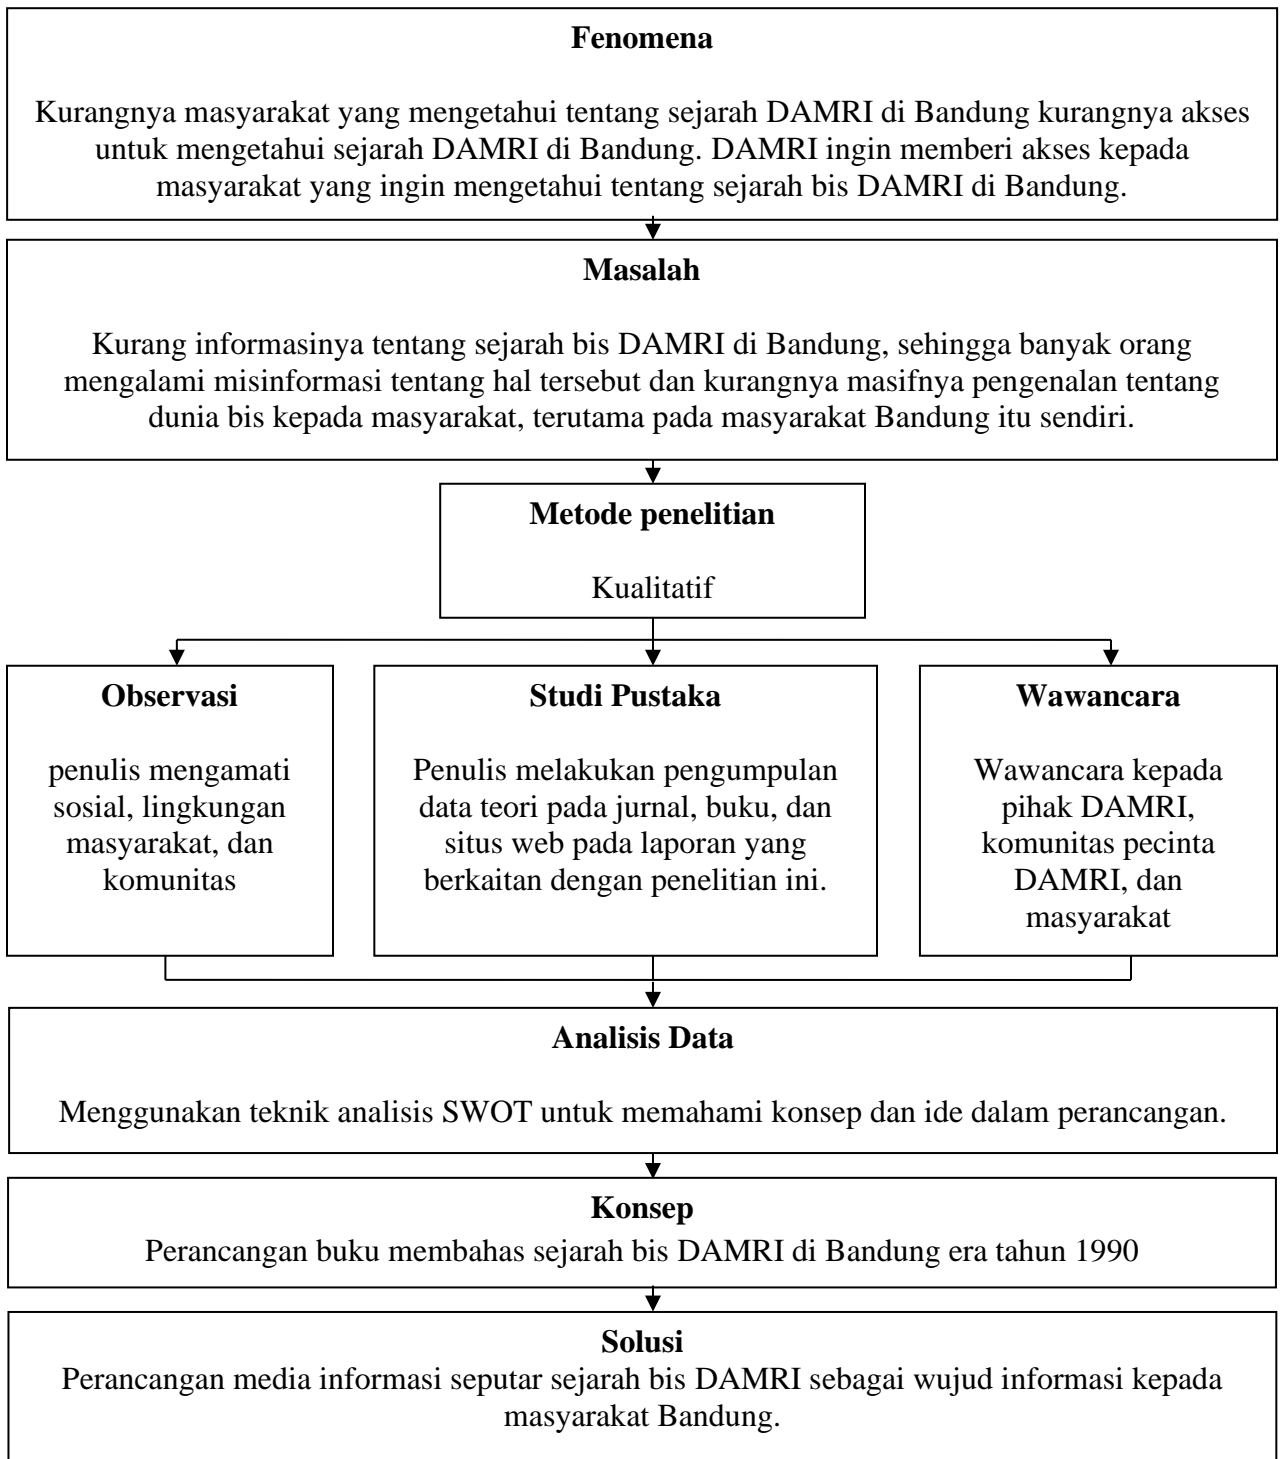 Fenomena
Kurangnya masyarakat yang mengetahui tentang sejarah DAMRI di Bandung kurangnya akses
untuk mengetahui sejarah DAMRI di Bandung. DAMRI ingin memberi akses kepada
masyarakat yang ingin mengetahui tentang sejarah bis DAMRI di Bandung.
Masalah
Kurang informasinya tentang sejarah bis DAMRI di Bandung, sehingga banyak orang
mengalami misinformasi tentang hal tersebut dan kurangnya masifnya pengenalan tentang
dunia bis kepada masyarakat, terutama pada masyarakat Bandung itu sendiri.
Metode penelitian
Kualitatif
Observasi
penulis mengamati
sosial, lingkungan
masyarakat, dan
komunitas
Studi Pustaka
Penulis melakukan pengumpulan
data teori pada jurnal, buku, dan
situs web pada laporan yang
berkaitan dengan penelitian ini.
Wawancara
Wawancara kepada
pihak DAMRI,
komunitas pecinta
DAMRI, dan
masyarakat
Analisis Data
Menggunakan teknik analisis SWOT untuk memahami konsep dan ide dalam perancangan.
Konsep
Perancangan buku membahas sejarah bis DAMRI di Bandung era tahun 1990
Solusi
Perancangan media informasi seputar sejarah bis DAMRI sebagai wujud informasi kepada
masyarakat Bandung.